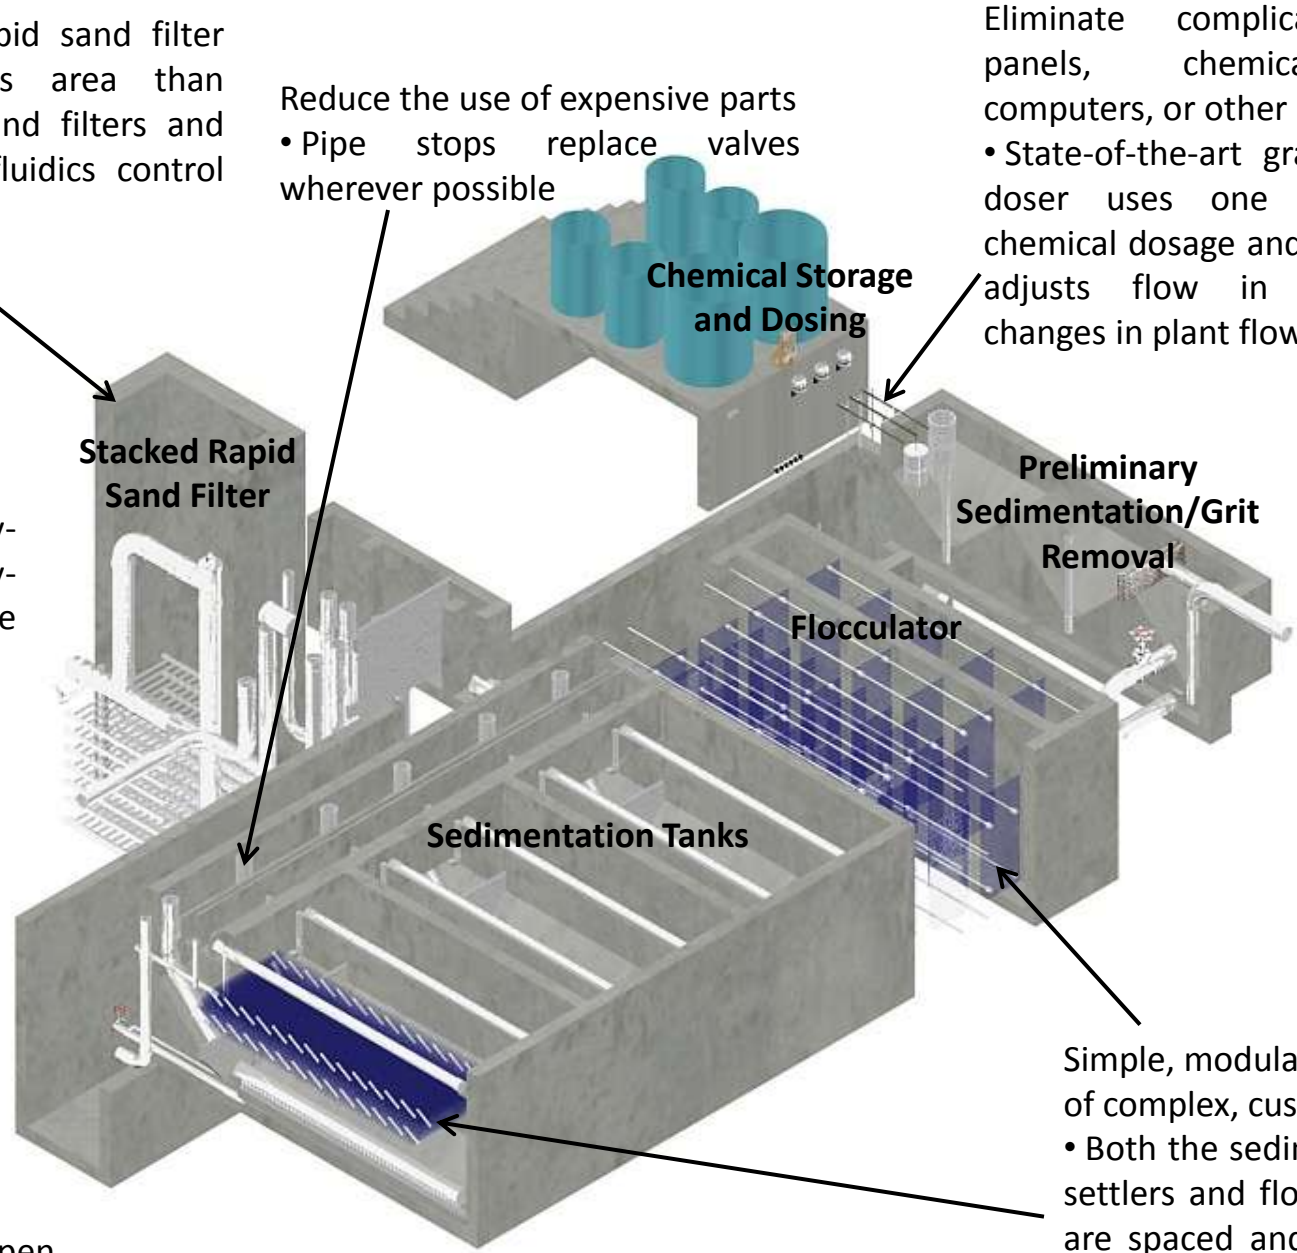 pid sand filter
s area than
nd filters and
fluidics control
Reduce the use of expensive parts
• Pipe stops replace valves
wherever possible
Eliminate complica
panels, chemica
computers, or other
• State-of-the-art gra
doser uses one
chemical dosage and
adjusts flow in
changes in plant flow
Chemical Storage
and Dosing
Stacked Rapid
Sand Filter
Preliminary
Sedimentation/Grit
Removal
y-
y-
e
Flocculator
Sedimentation Tanks
Simple, modula
of complex, cus
• Both the sedin
settlers and flo
are spaced and
pen